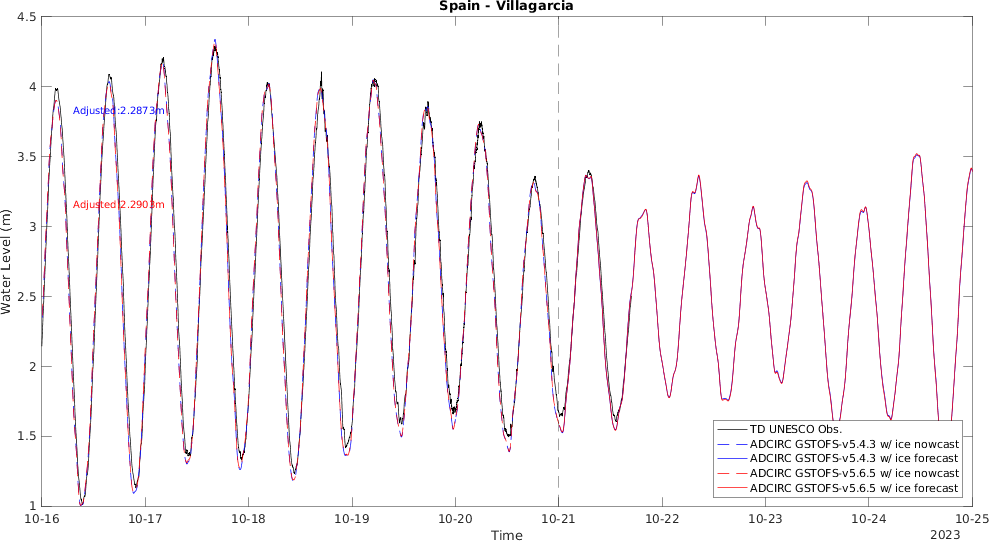 Spain - Villagarcia
4.5
4
3.5
3
2.5
2
1.5
1
Water Level (m)
Adjusted:2.2873m
Adjusted:2.2903m
TD UNESCO Obs.
ADCIRC GSTOFS-v5.4.3 w/ ice nowcast
ADCIRC GSTOFS-v5.4.3 w/ ice forecast
ADCIRC GSTOFS-v5.6.5 w/ ice nowcast
ADCIRC GSTOFS-v5.6.5 w/ ice forecast
10-16 10-17 10-18 10-19 10-20 10-21 10-22 10-23 10-24 10-25
Time
2023